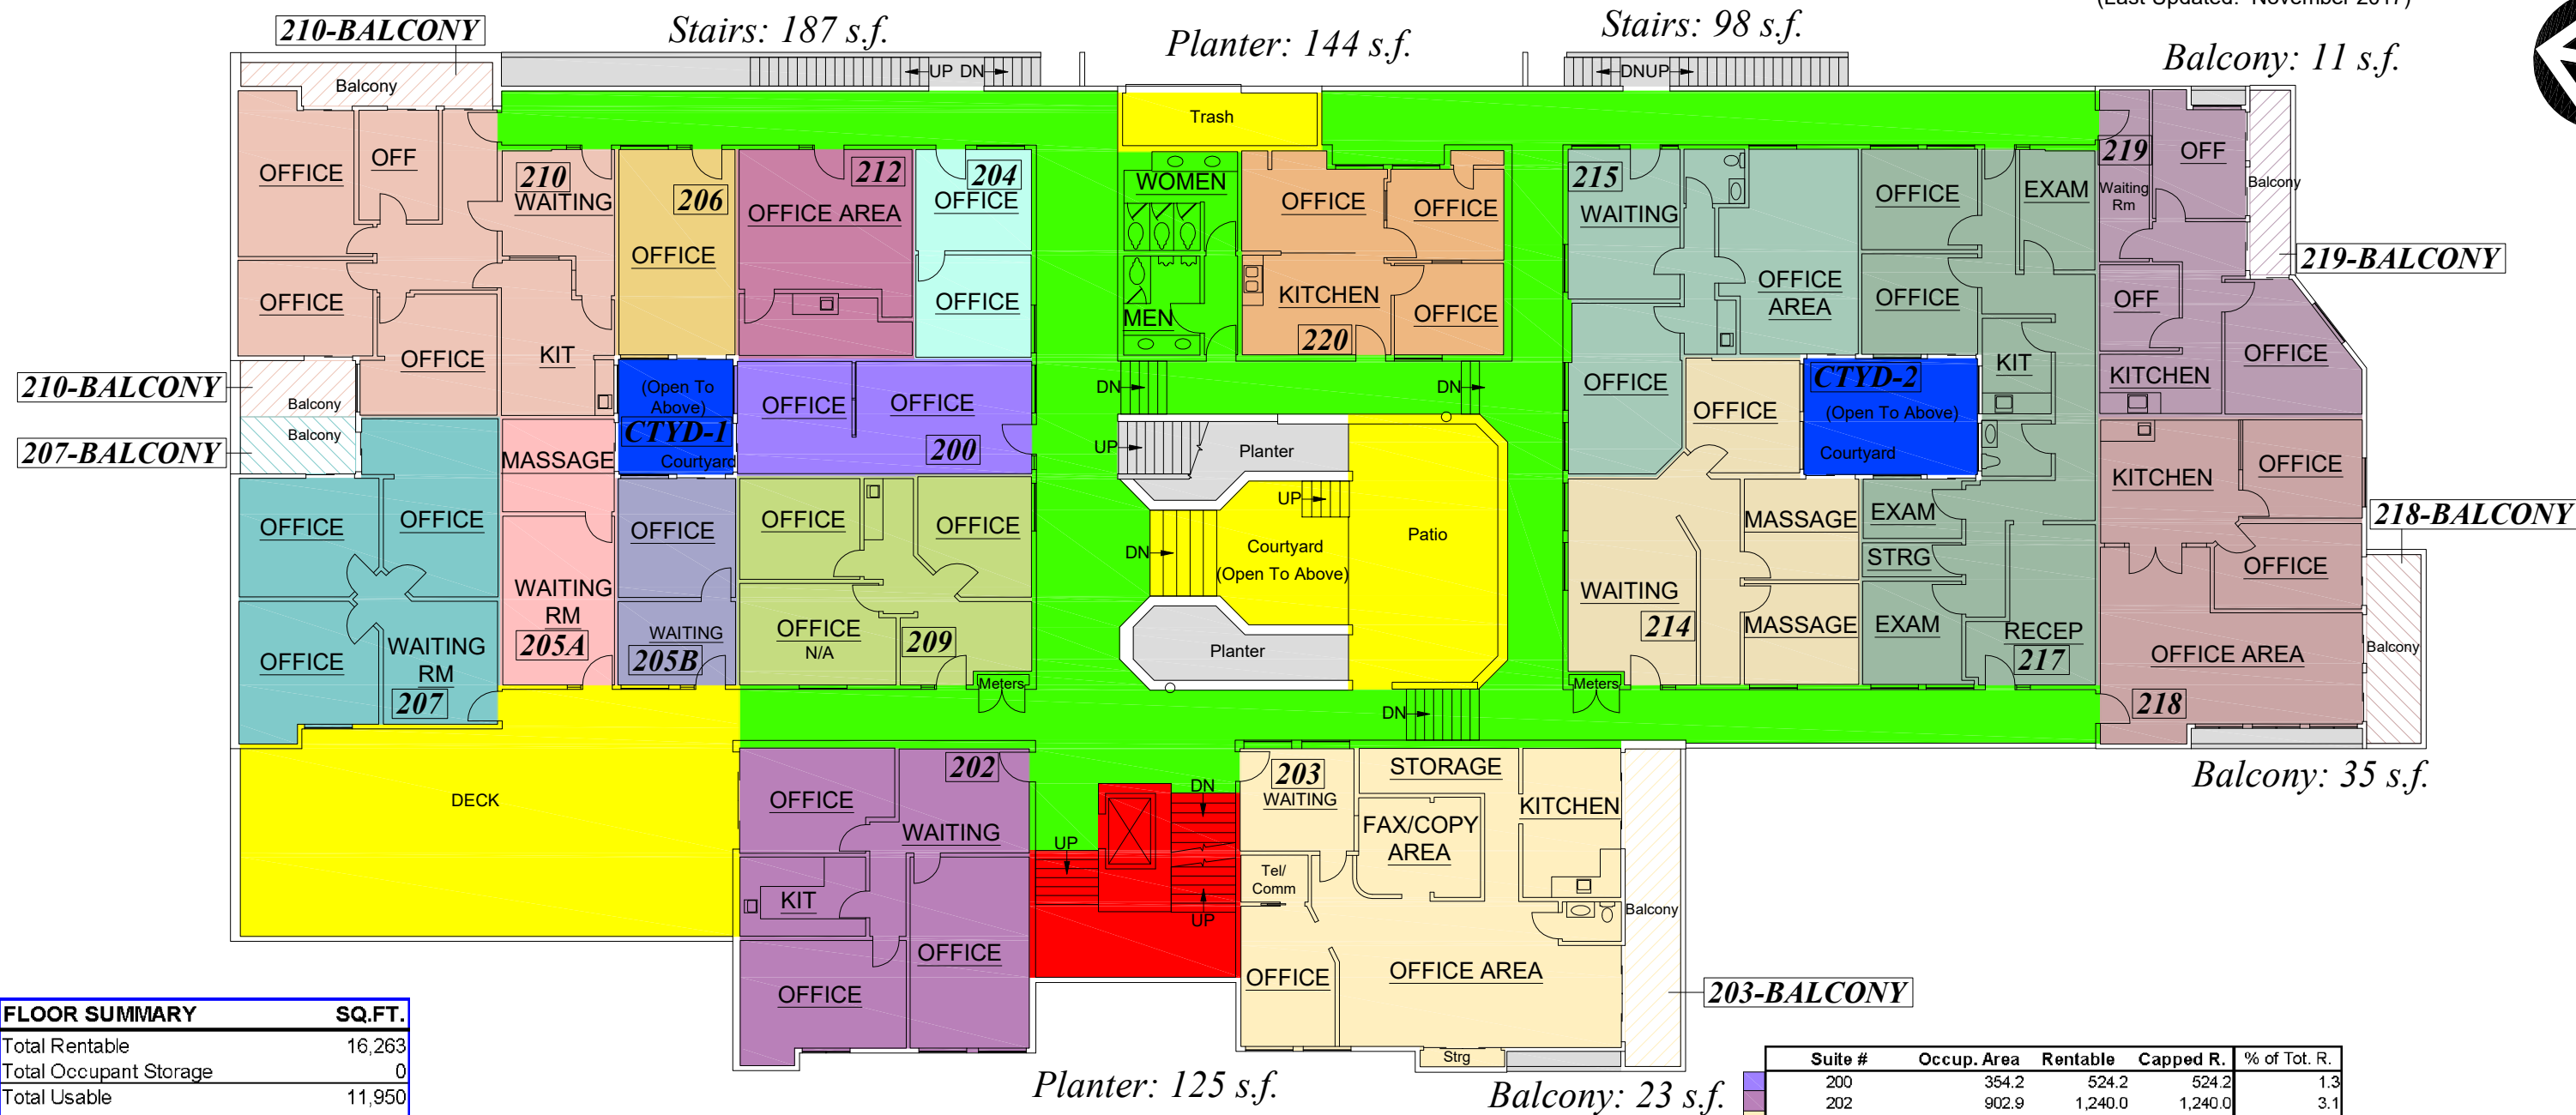 (Last Updated: November 2017)
210-BALCONY
Stairs: 187 s.f.
Planter: 144 s.f.
Stairs: 98 s.f.
Balcony: 11 s.f.
Balcony
UP DN
DNUP
Trash
OFFICE
OFF
210
WAITING
206
OFFICE
212
OFFICE AREA
204
OFFICE
WOMEN
OFFICE
OFFICE
215
WAITING
OFFICE
EXAM
219
Waiting
Rm
OFF
Balcony
219-BALCONY
OFFICE
OFFICE
KIT
OFFICE
MEN
KITCHEN
220
OFFICE
OFFICE
AREA
OFFICE
KIT
OFF
OFFICE
KITCHEN
210-BALCONY
Balcony
207-BALCONY
Balcony
(Open To
Above)
CTYD-1
Courtyard
OFFICE
OFFICE
200
DN
DN
UP
Planter
OFFICE
OFFICE
CTYD-2
(Open To Above)
Courtyard
MASSAGE
OFFICE
OFFICE
OFFICE
OFFICE
OFFICE
UP
DN
Courtyard
(Open To Above)
Patio
MASSAGE
EXAM
STRG
KITCHEN
OFFICE
218-BALCONY
OFFICE
WAITING
RM
205A
WAITING
205B
OFFICE
N/A
209
WAITING
214
MASSAGE
EXAM
RECEP
217
OFFICE AREA
Balcony
OFFICE
WAITING
RM
207
Meters
Planter
Meters
DN
218
DECK
202
OFFICE
WAITING
DN
UP
UP
203
WAITING
STORAGE
KITCHEN
FAX/COPY
AREA
Balcony: 35 s.f.
KIT
OFFICE
OFFICE
Tel/
Comm
OFFICE
OFFICE AREA
Balcony
203-BALCONY
Strg
Planter: 125 s.f.
Balcony: 23 s.f.
FLOOR SUMMARY SQ.FT.
Total Rentable 16,263
Total Occupant Storage 0
Total Usable 11,950
Suite # Occup. Area Rentable Capped R. % of Tot. R.
200 354.2 524.2 524.2 1.3
202 902.9 1,240.0 1,240.0 3.1